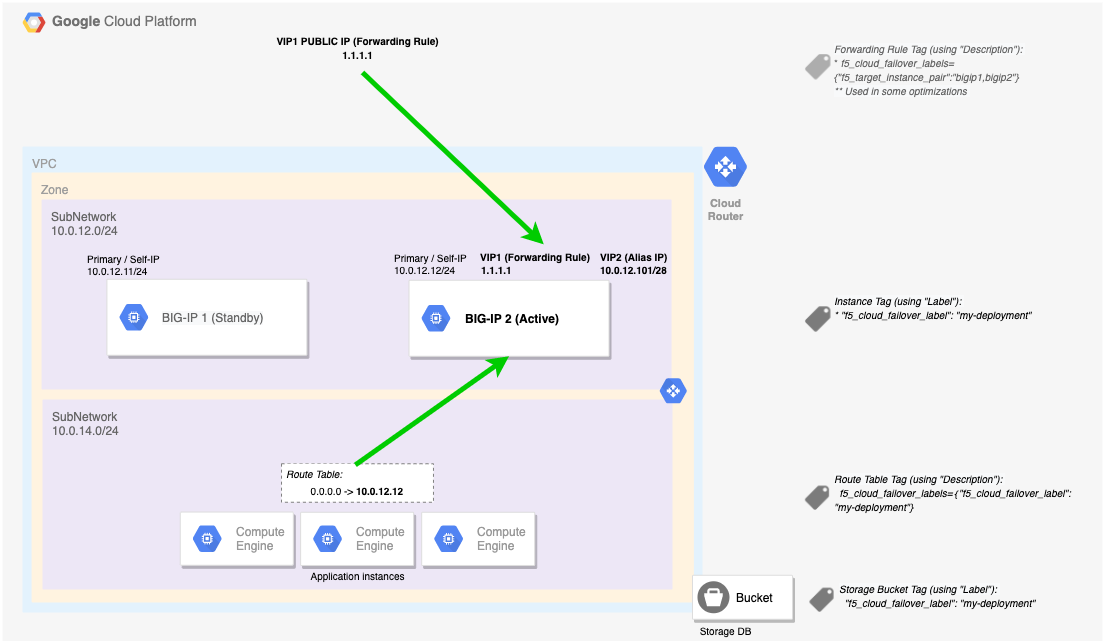 Google Cloud Platform
VIP1 PUBLIC IP (Forwarding Rule)
1.1.1.1
Forwarding Rule Tag (using "Description"):
* f5_cloud_failover_labels=
{"f5_target_instance_pair":"bigip1,bigip2"}
** Used in some optimizations
VPC
Zone
Cloud
Router
SubNetwork
10.0.12.0/24
Primary / Self-IP
10.0.12.11/24
Primary / Self-IP
10.0.12.12/24
VIP1 (Forwarding Rule)
1.1.1.1
VIP2 (Alias IP)
10.0.12.101/28
BIG-IP 1 (Standby)
BIG-IP 2 (Active)
Instance Tag (using "Label"):
* "f5_cloud_failover_label": "my-deployment"
SubNetwork
10.0.14.0/24
Route Table:
0.0.0.0 -> 10.0.12.12
Route Table Tag (using "Description"):
f5_cloud_failover_labels={"f5_cloud_failover_label":
"my-deployment"}
Compute
Engine
Compute
Engine
Compute
Engine
Application instances
Bucket
Storage DB
Storage Bucket Tag (using "Label"):
"f5_cloud_failover_label": "my-deployment"